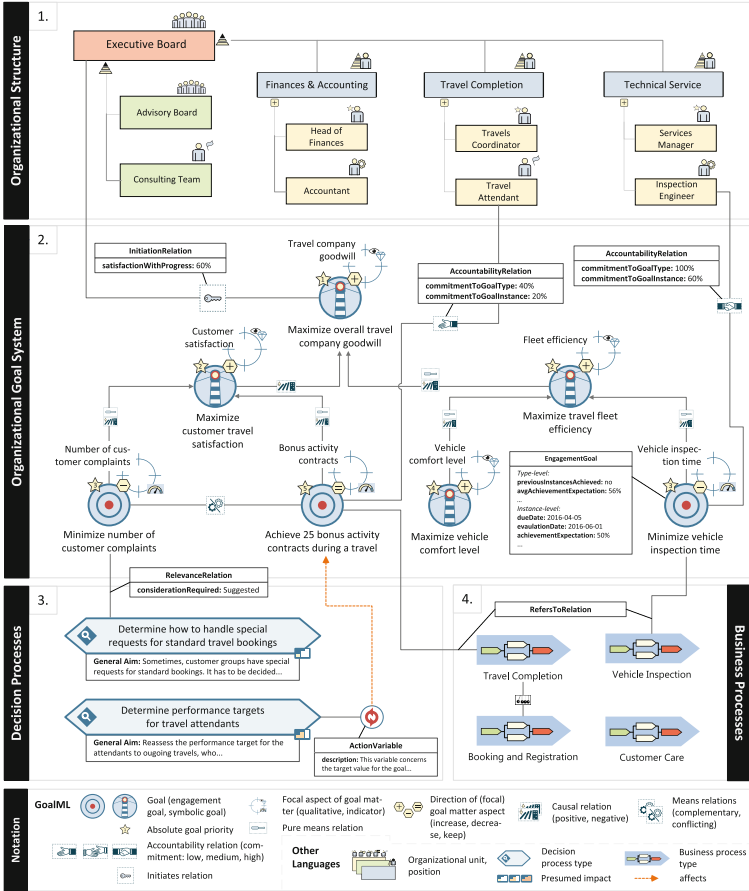 Organizational Structure
1.
Executive Board
Advisory Board
Consulting Team
Finances & Accounting
Head of
Finances
Accountant
Travel Completion
Travels
Coordinator
Travel
Attendant
Technical Service
Services
Manager
Inspection
Engineer
Organizational Goal System
2.
InitiationRelation
satisfactionWithProgress: 60%
Travel company
goodwill
1
Maximize overall travel
company goodwill
AccountabilityRelation
commitmentToGoalType: 40%
commitmentToGoalInstance: 20%
AccountabilityRelation
commitmentToGoalType: 100%
commitmentToGoalInstance: 60%
Customer
satisfaction
2
Maximize
customer travel
satisfaction
Fleet efficiency
2
Maximize travel fleet
efficiency
Number of cus-
tomer complaints
Minimize number of
customer complaints
Bonus activity
contracts
5
Achieve 25 bonus activity
contracts during a travel
Vehicle
comfort level
4
Maximize vehicle
comfort level
EngagementGoal
Type-level:
previousInstancesAchieved: no
avgAchievementExpectation: 56%
...
Instance-level:
dueDate: 2016-04-05
evaulationDate: 2016-06-01
achievementExpectation: 50%
...
Vehicle inspec-
tion time
3
Minimize vehicle
inspection time
Decision Processes
3.
RelevanceRelation
considerationRequired: Suggested
Determine how to handle special
requests for standard travel bookings
General Aim: Sometimes, customer groups have special
requests for standard bookings. It has to be decided...
Determine performance targets
for travel attendants
General Aim: Reassess the performance target for the
attendants to ougoing travels, who...
ActionVariable
description: This variable concerns
the target value for the goal...
4.
RefersToRelation
Travel Completion
Vehicle Inspection
Booking and Registration
Customer Care
Business Processes
Notation
GoalML
Goal (engagement
goal, symbolic goal)
Absolute goal priority
Accountability relation (com-
mitment: low, medium, high)
Initiates relation
Focal aspect of goal mat-
ter (qualitative, indicator)
Pure means relation
Direction of (focal)
goal matter aspect
(increase, decrea-
se, keep)
Causal relation
(positive, negative)
Means relations
(complementary,
conflicting)
Other
Languages
Organizational unit,
position
Decision
process type
Presumed impact
Business process
type
affects